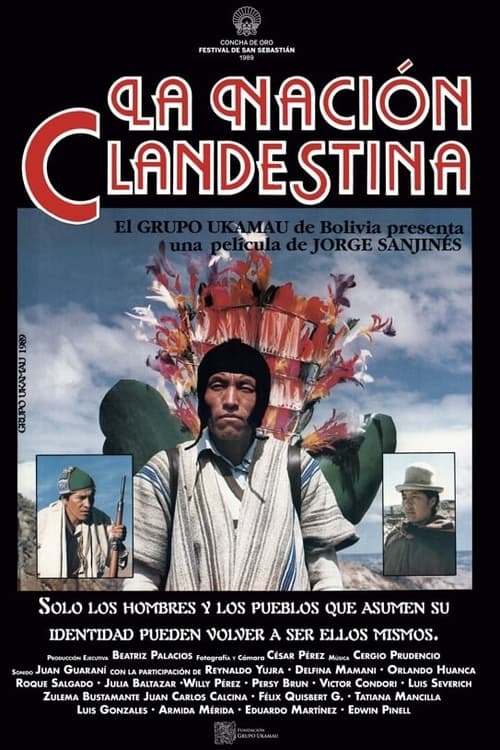 CONCHA DE ORO
FESTIVAL DE SAN SEBASTIÁN
1989
LA NACIÓN
CLANDESTINA
El GRUPO UKAMAU de Bolivia presenta
una película de JORGE SANJINÉS
GRUPO UKAMAU 1989
SOLO LOS HOMBRES Y LOS PUEBLOS QUE ASUMEN SU
IDENTIDAD PUEDEN VOLVER A SER ELLOS MISMOS.
PRODUCCIÓN EJECUTIVA BEATRIZ PALACIOS FOTOGRAFÍA Y CÁMARA CÉSAR PÉREZ MÚSICA CERGIO PRUDENCIO
SONIDO JUAN GUARANÍ CON LA PARTICIPACIÓN DE REYNALDO YUJRA · DELFINA MAMANI · ORLANDO HUANCA
ROQUE SALGADO · JULIA BALTAZAR · WILLY PÉREZ · PERSY BRUN · VICTOR CONDORI · LUIS SEVERICH
ZULEMA BUSTAMANTE JUAN CARLOS CALCINA · FÉLIX QUISBERT G. · TATIANA MANCILLA
LUIS GONZALES · ARMIDA MÉRIDA · EDUARDO MARTÍNEZ · EDWIN PINELL
FUNDACIÓN
GRUPO UKAMAU